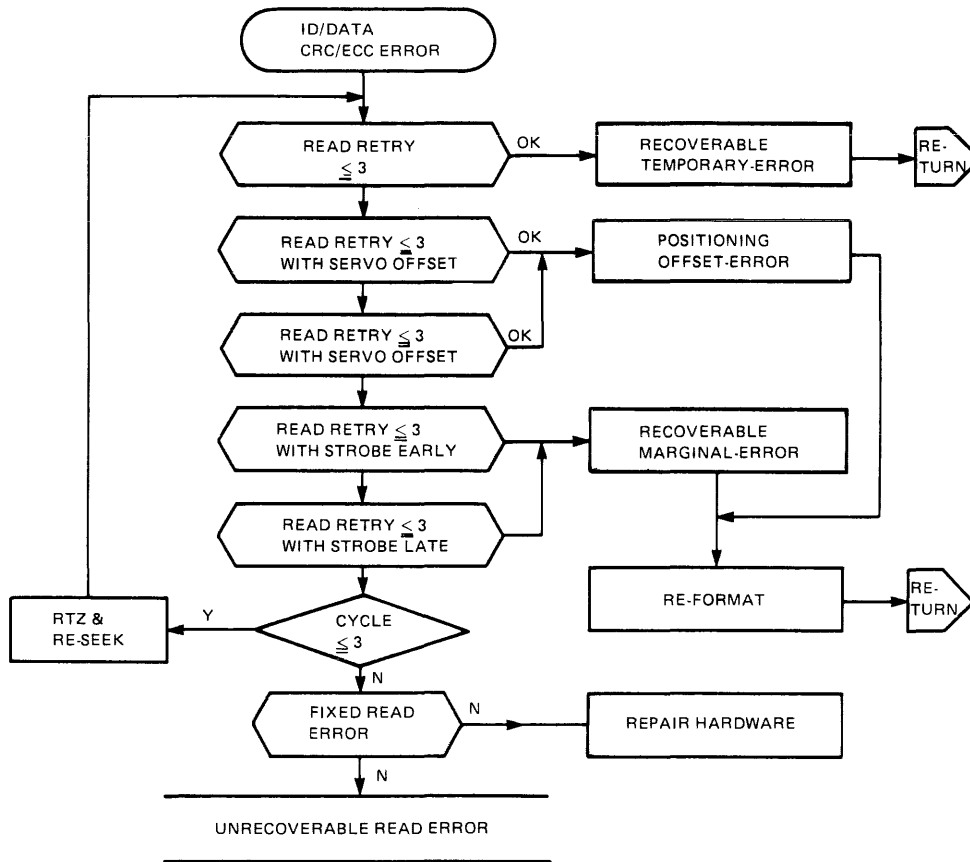 ID/DATA
CRC/ECC ERROR
READ RETRY
≤ 3
OK
RECOVERABLE
TEMPORARY-ERROR
RE-
TURN
READ RETRY ≤ 3
WITH SERVO OFFSET
OK
POSITIONING
OFFSET-ERROR
READ RETRY ≤ 3
WITH SERVO OFFSET
OK
READ RETRY ≤ 3
WITH STROBE EARLY
RECOVERABLE
MARGINAL-ERROR
READ RETRY ≤ 3
WITH STROBE LATE
RE-FORMAT
RE-
TURN
RTZ &
RE-SEEK
Y
CYCLE
≤ 3
N
FIXED READ
ERROR
N
REPAIR HARDWARE
N
UNRECOVERABLE READ ERROR